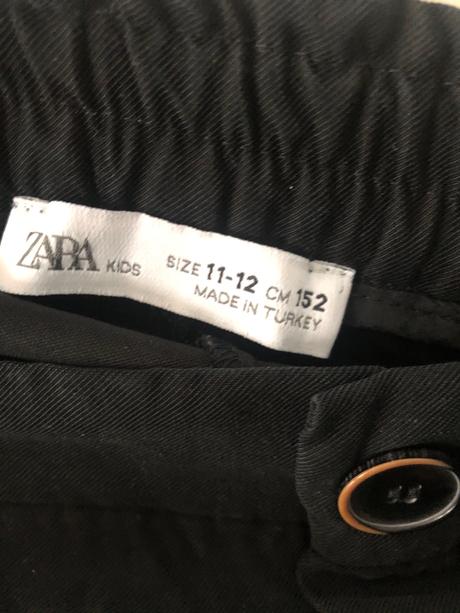 ZARA KIDS SIZE 11-12 CM 152
MADE IN TURKEY